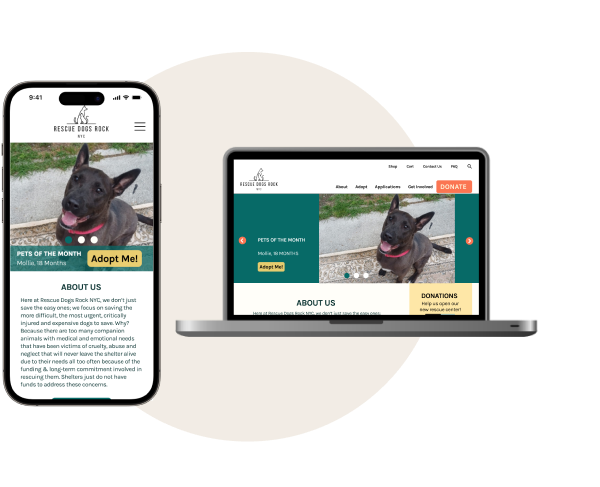 9:41
RESCUE DOGS ROCK
NYC
PETS OF THE MONTH
Mollie, 18 Months
Adopt Me!
ABOUT US
Here at Rescue Dogs Rock NYC, we don't just
save the easy ones; we focus on saving the
more difficult, the most urgent, critically
injured and expensive dogs to save. Why?
Because there are too many companion
animals with medical and emotional needs
that have been victims of cruelty, abuse and
neglect that will never leave the shelter alive
due to their needs all too often because of the
funding & long-term commitment involved in
rescuing them. Shelters just do not have
funds to address these concerns.
Shop Cart Contact Us FAQ
RESCUE DOGS ROCK
NYC
About Adopt Applications Get Involved DONATE
PETS OF THE MONTH
Mollie, 18 Months
Adopt Me!
ABOUT US
Here at Rescue Dogs Rock NYC, we don't just save the easy ones;
DONATIONS
Help us open our
new rescue center!